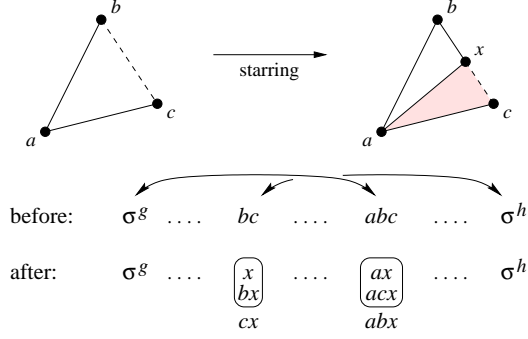 b b
x
starring
c c
a a
before: σ^g .... bc .... abc .... σ^h
after: σ^g .... x .... ax .... σ^h
bx acx
cx abx